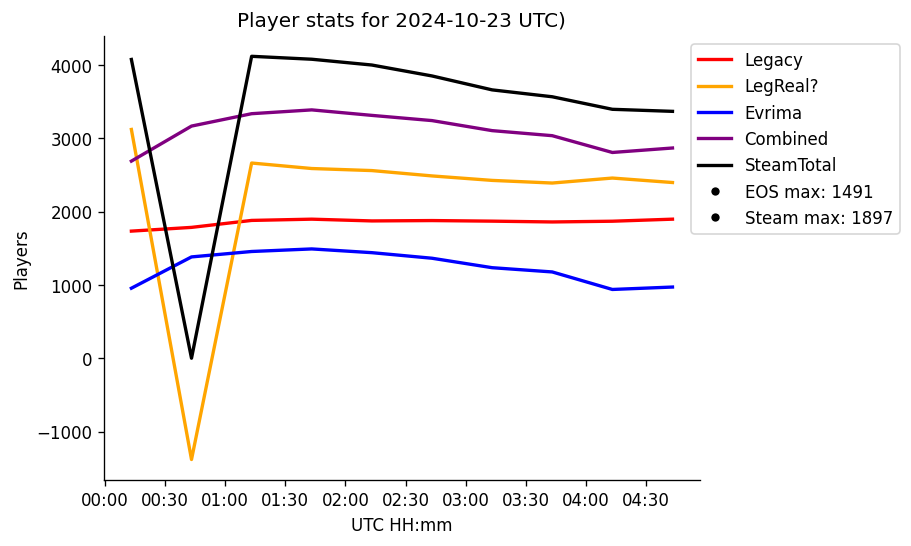 Player stats for 2024-10-23 UTC)
Legacy
LegReal?
Evrima
Combined
SteamTotal
EOS max: 1491
Steam max: 1897
4000
3000
2000
1000
0
−1000
Players
00:00 00:30 01:00 01:30 02:00 02:30 03:00 03:30 04:00 04:30
UTC HH:mm